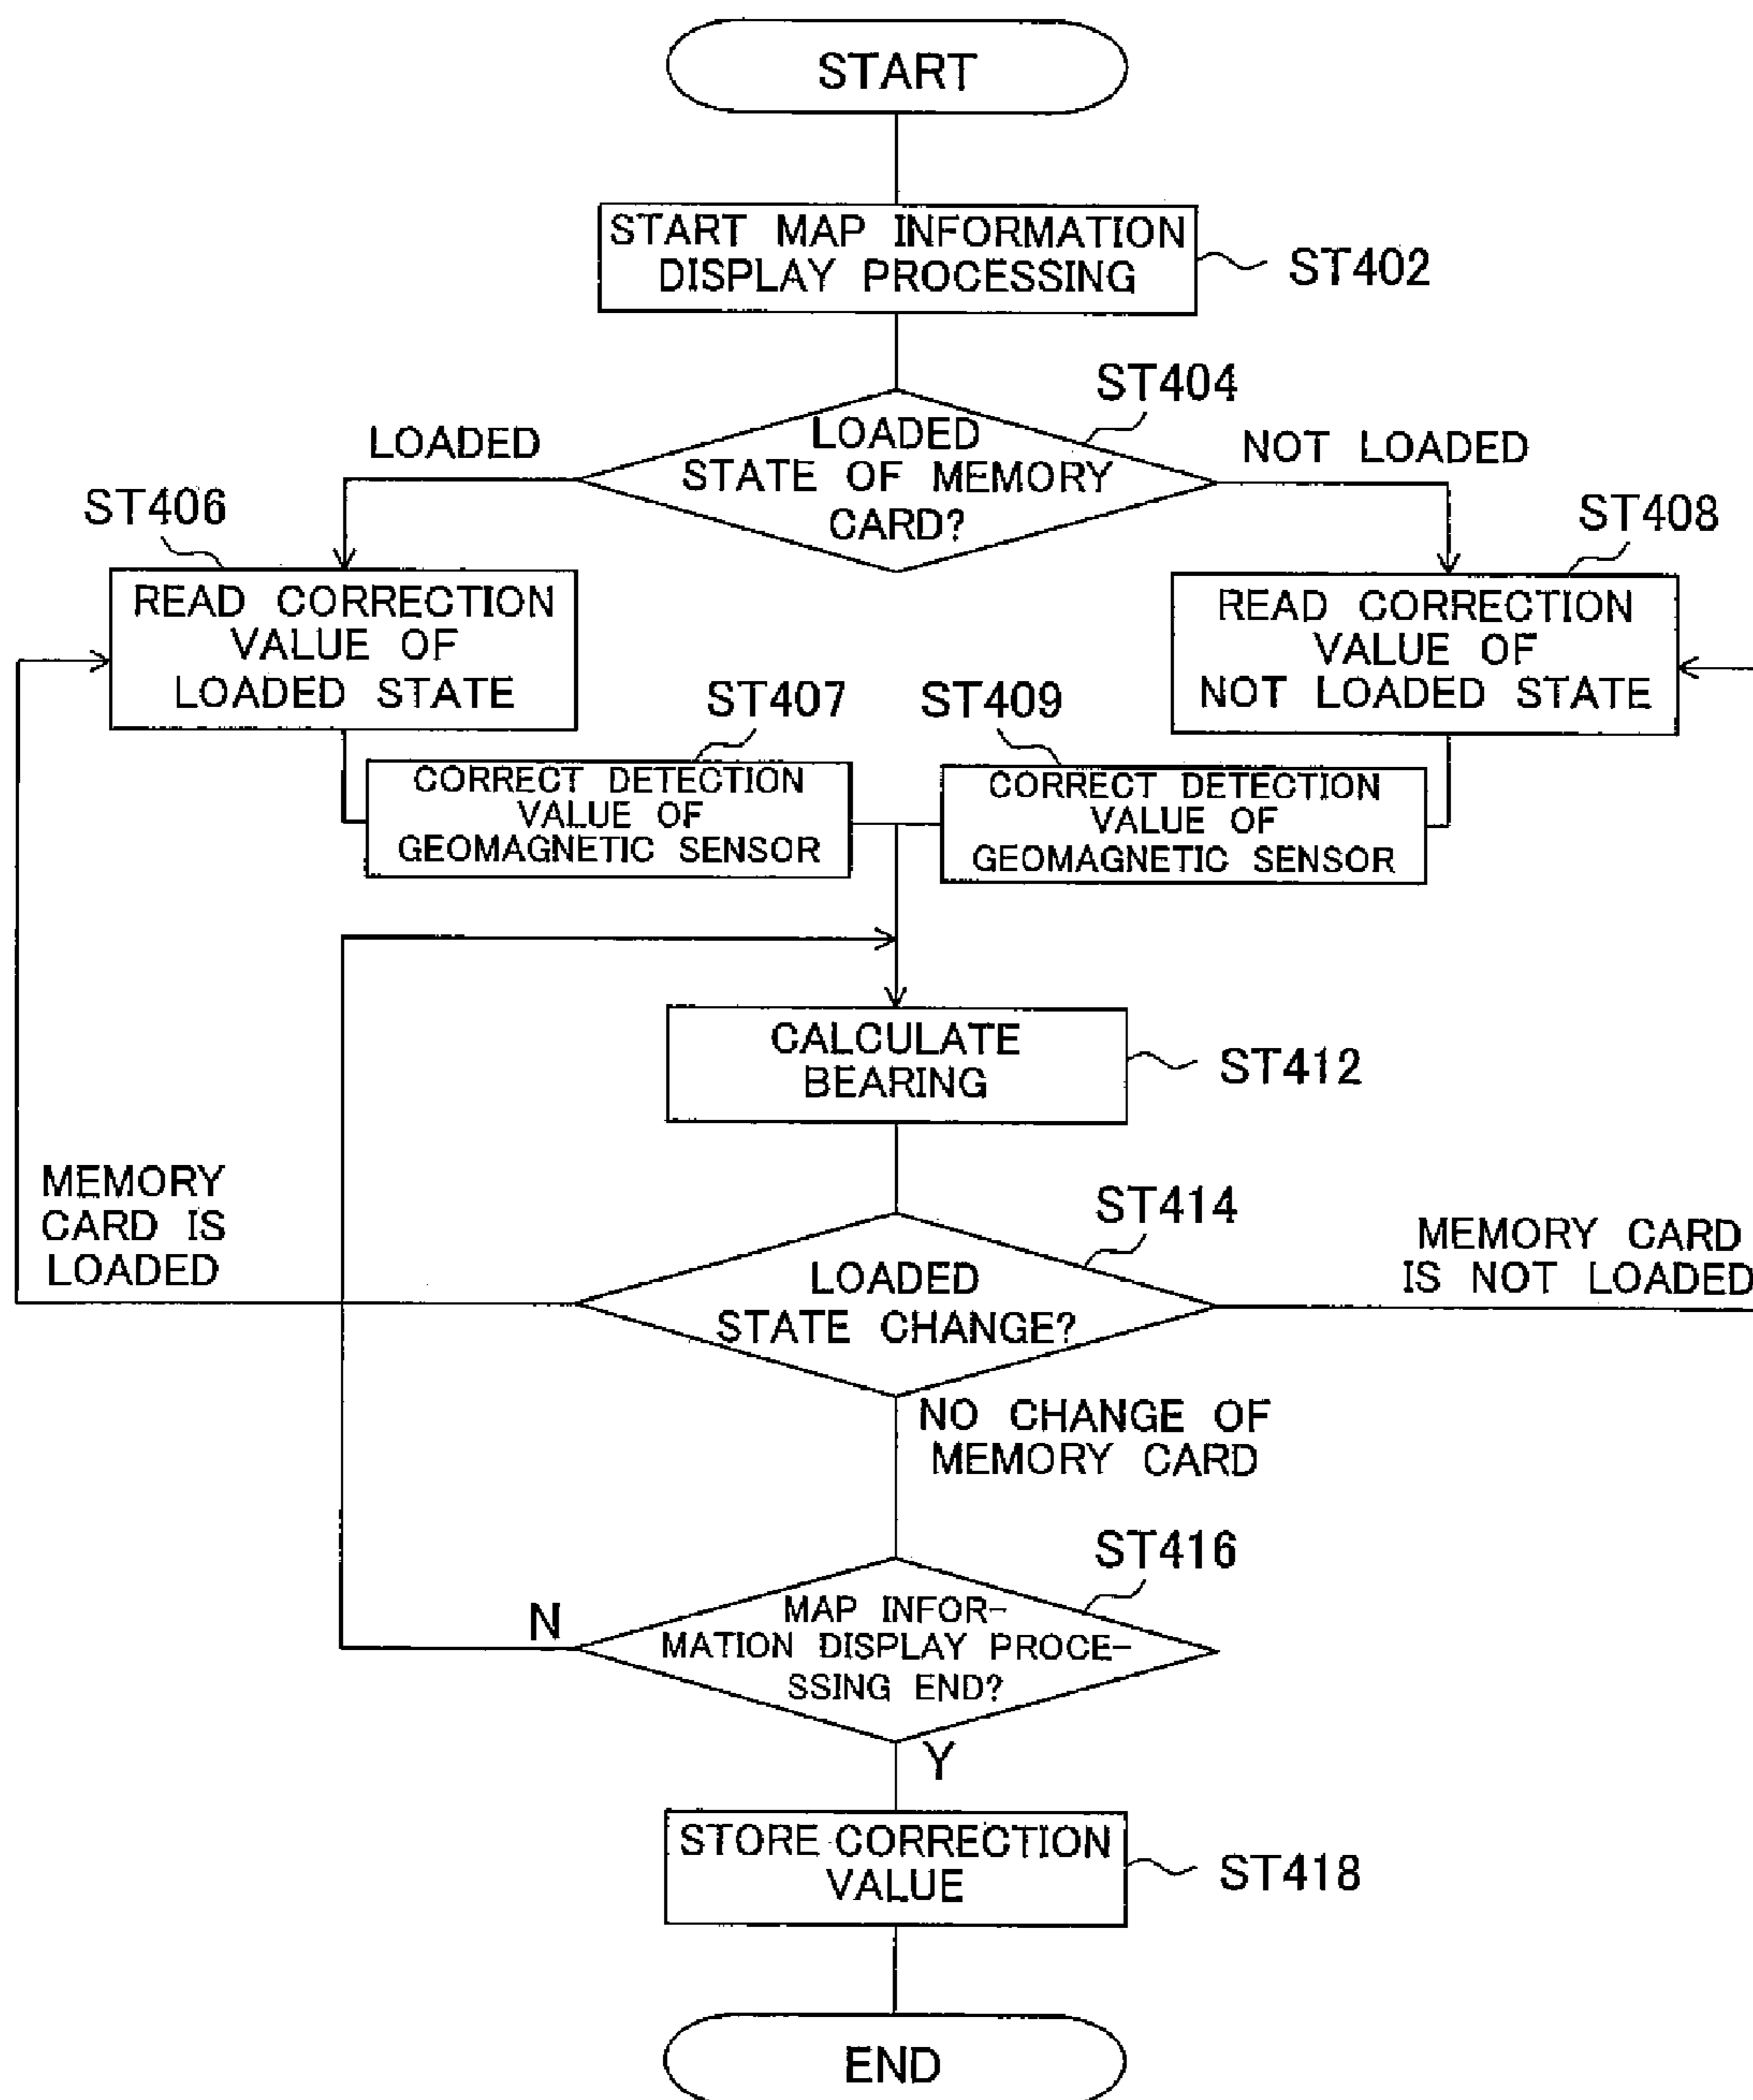 START
START MAP INFORMATION
DISPLAY PROCESSING
ST402
ST404
LOADED
STATE OF MEMORY
CARD?
LOADED
NOT LOADED
ST406
READ CORRECTION
VALUE OF
LOADED STATE
ST408
READ CORRECTION
VALUE OF
NOT LOADED STATE
ST407
CORRECT DETECTION
VALUE OF
GEOMAGNETIC SENSOR
ST409
CORRECT DETECTION
VALUE OF
GEOMAGNETIC SENSOR
CALCULATE
BEARING
ST412
MEMORY
CARD IS
LOADED
ST414
LOADED
STATE CHANGE?
MEMORY CARD
IS NOT LOADED
NO CHANGE OF
MEMORY CARD
ST416
N
MAP INFOR-
MATION DISPLAY PROCE-
SSING END?
Y
STORE CORRECTION
VALUE
ST418
END